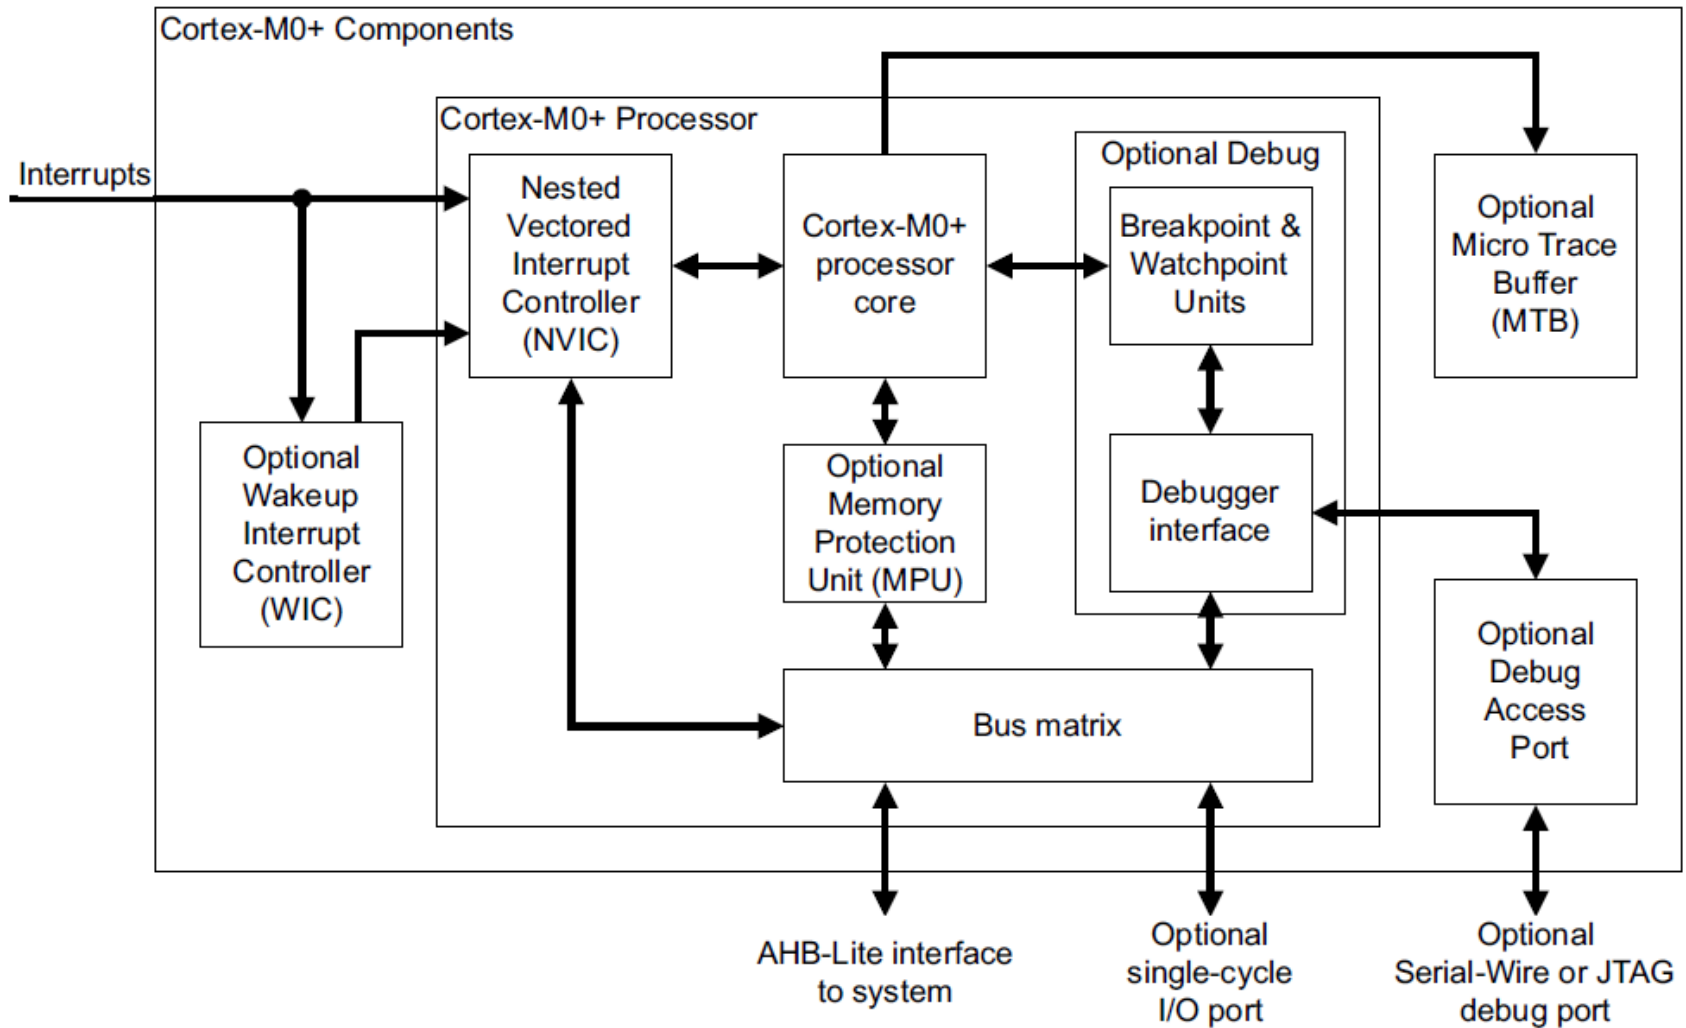 Cortex-M0+ Components
Cortex-M0+ Processor
Interrupts
Nested
Vectored
Interrupt
Controller
(NVIC)
Cortex-M0+
processor
core
Optional Debug
Breakpoint &
Watchpoint
Units
Optional
Micro Trace
Buffer
(MTB)
Optional
Wakeup
Interrupt
Controller
(WIC)
Optional
Memory
Protection
Unit (MPU)
Debugger
interface
Optional
Debug
Access
Port
Bus matrix
AHB-Lite interface
to system
Optional
single-cycle
I/O port
Optional
Serial-Wire or JTAG
debug port